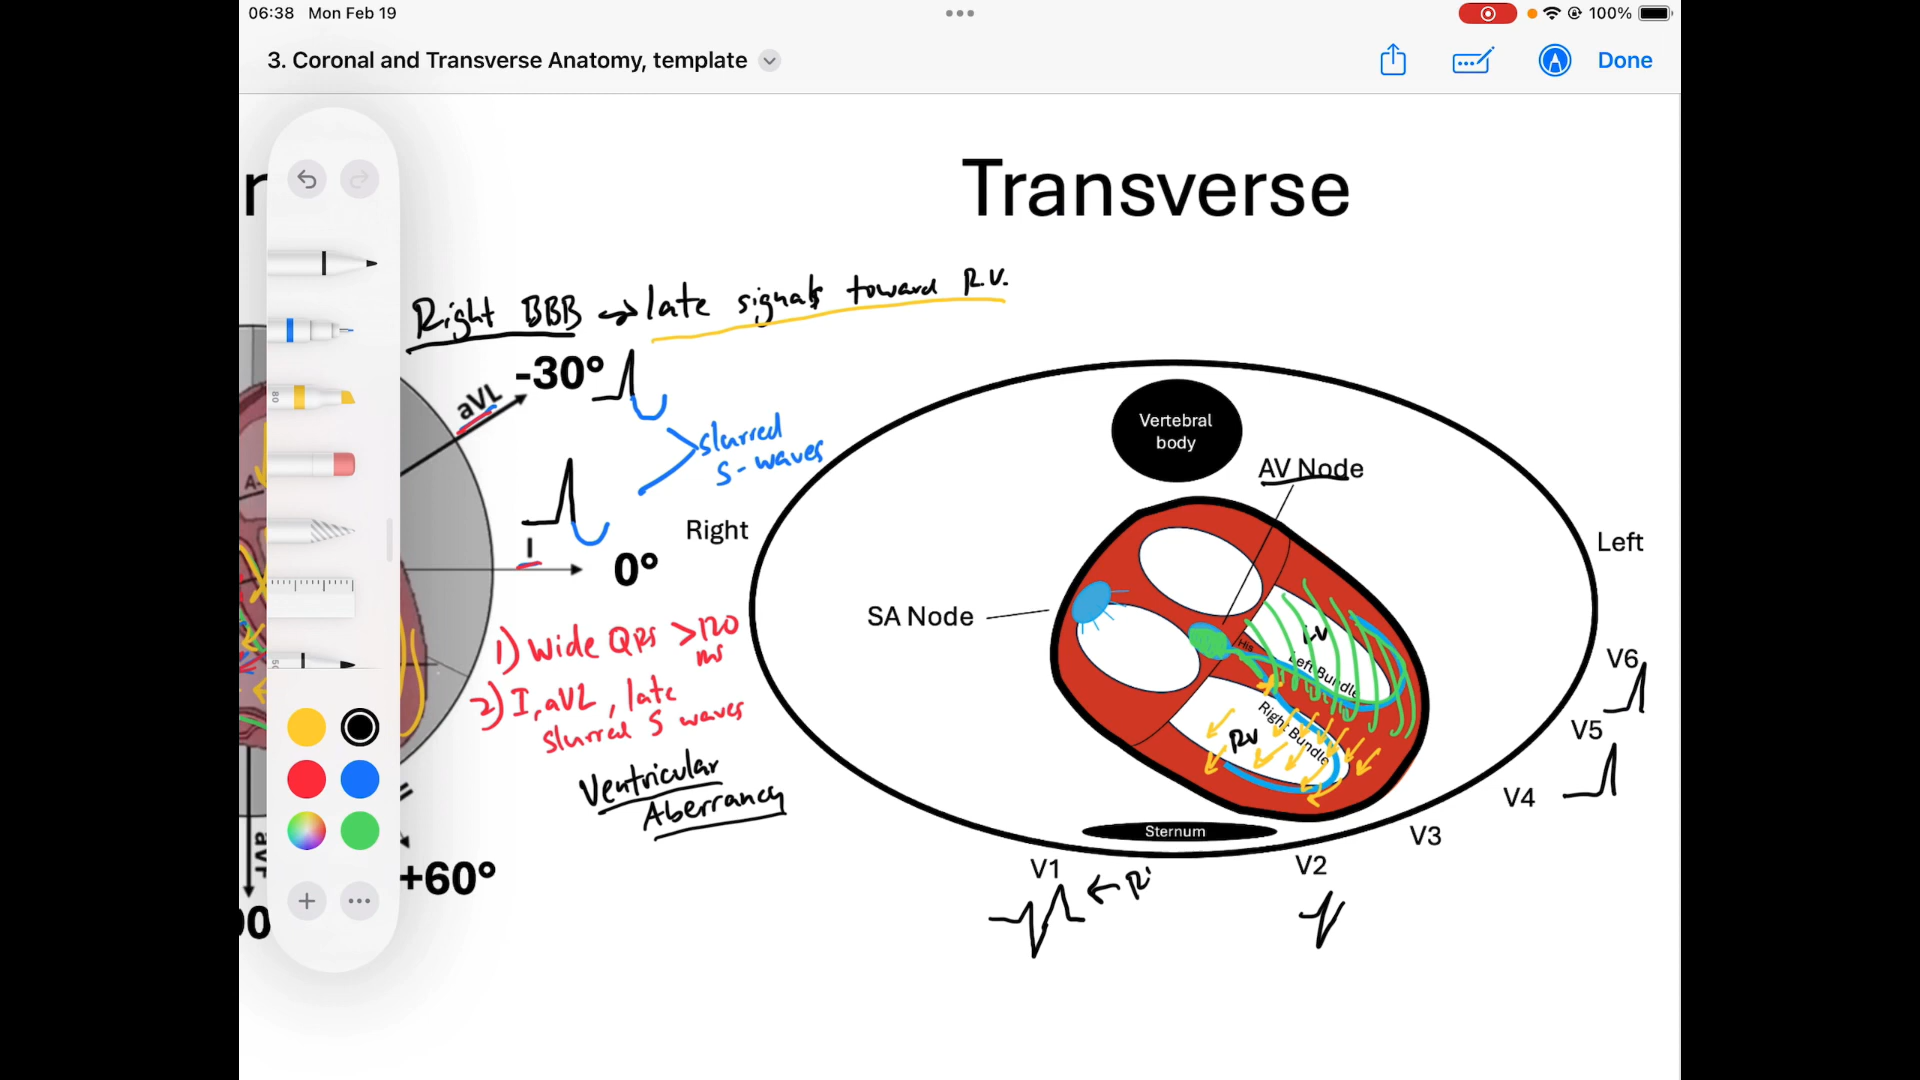 06:38 Mon Feb 19
100%
3. Coronal and Transverse Anatomy, template
Done
Transverse
Right BBB → late signals toward R.V.
-30°
aVL
slurred
S-waves
I
0°
1) Wide QRS >120
ms
2) I, aVL, late
slurred S waves
Ventricular
Aberrancy
+60°
II
aVF
80
Vertebral
body
AV Node
Right
Left
SA Node
His
LV
Left Bundle
RV
Right Bundle
Sternum
V1
V2
V3
V4
V5
V6
← R'